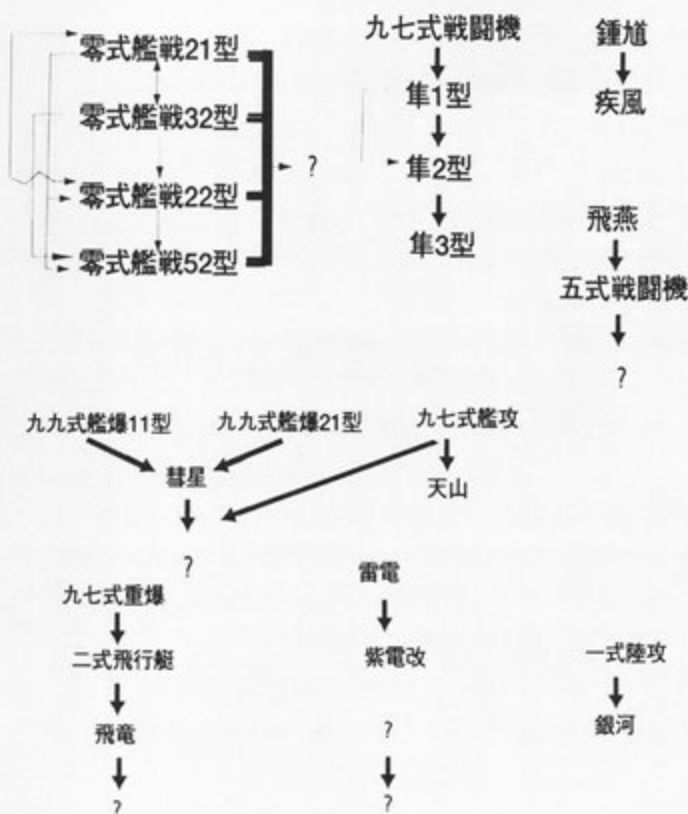 零式艦戦21型
零式艦戦32型
零式艦戦22型
零式艦戦52型
?
九七式戦闘機
隼1型
隼2型
隼3型
鍾馗
疾風
飛燕
五式戦闘機
?
九九式艦爆11型
九九式艦爆21型
九七式艦攻
彗星
天山
?
九七式重爆
二式飛行艇
飛竜
?
雷電
紫電改
?
?
一式陸攻
銀河